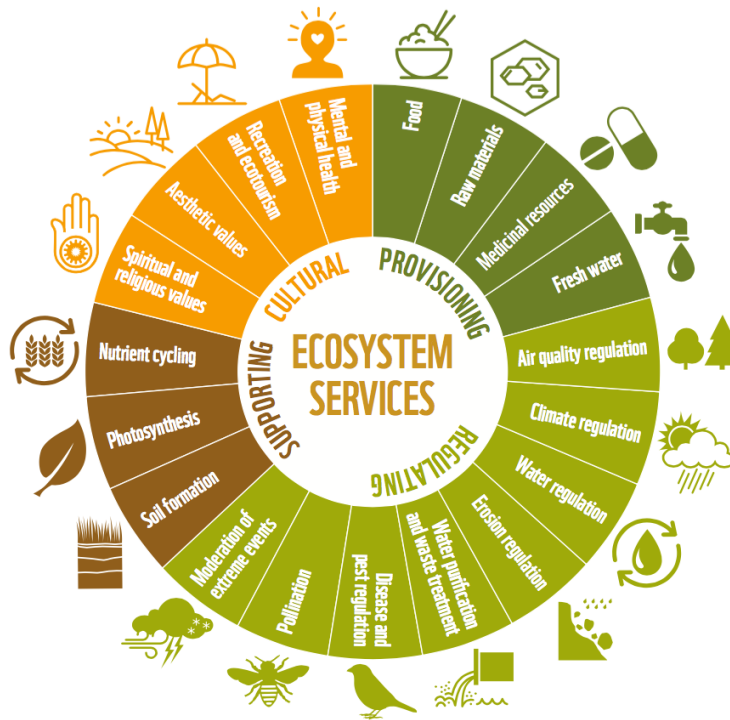 ECOSYSTEM
SERVICES
PROVISIONING
Food
Raw materials
Medicinal resources
Fresh water
REGULATING
Air quality regulation
Climate regulation
Water regulation
Erosion regulation
Water purification
and waste treatment
Disease and
pest regulation
Pollination
Moderation of
extreme events
SUPPORTING
Soil formation
Photosynthesis
Nutrient cycling
CULTURAL
Spiritual and
religious values
Aesthetic values
Recreation
and ecotourism
Mental and
physical health